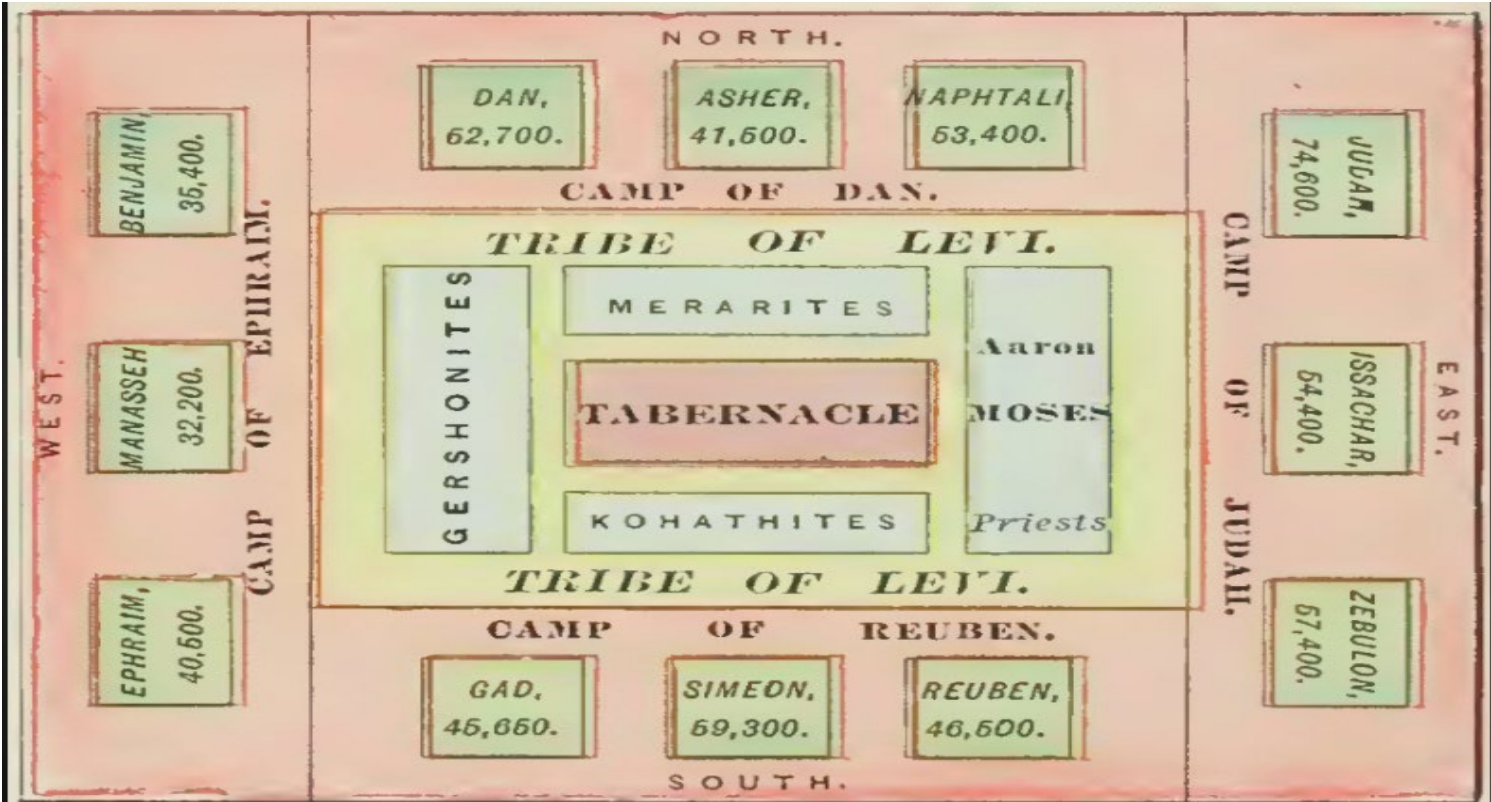 NORTH.
DAN,
62,700.
ASHER,
41,500.
NAPHTALI,
53,400.
CAMP OF DAN.
WEST.
BENJAMIN,
35,400.
MANASSEH
32,200.
EPHRAIM,
40,500.
CAMP OF EPHRAIM.
TRIBE OF LEVI.
GERSHONITES
MERARITES
TABERNACLE
KOHATHITES
Aaron
MOSES
Priests
TRIBE OF LEVI.
CAMP OF JUDAH.
JUDAH,
74,600.
ISSACHAR,
54,400.
ZEBULON,
57,400.
EAST.
CAMP OF REUBEN.
GAD,
45,650.
SIMEON,
59,300.
REUBEN,
46,500.
SOUTH.